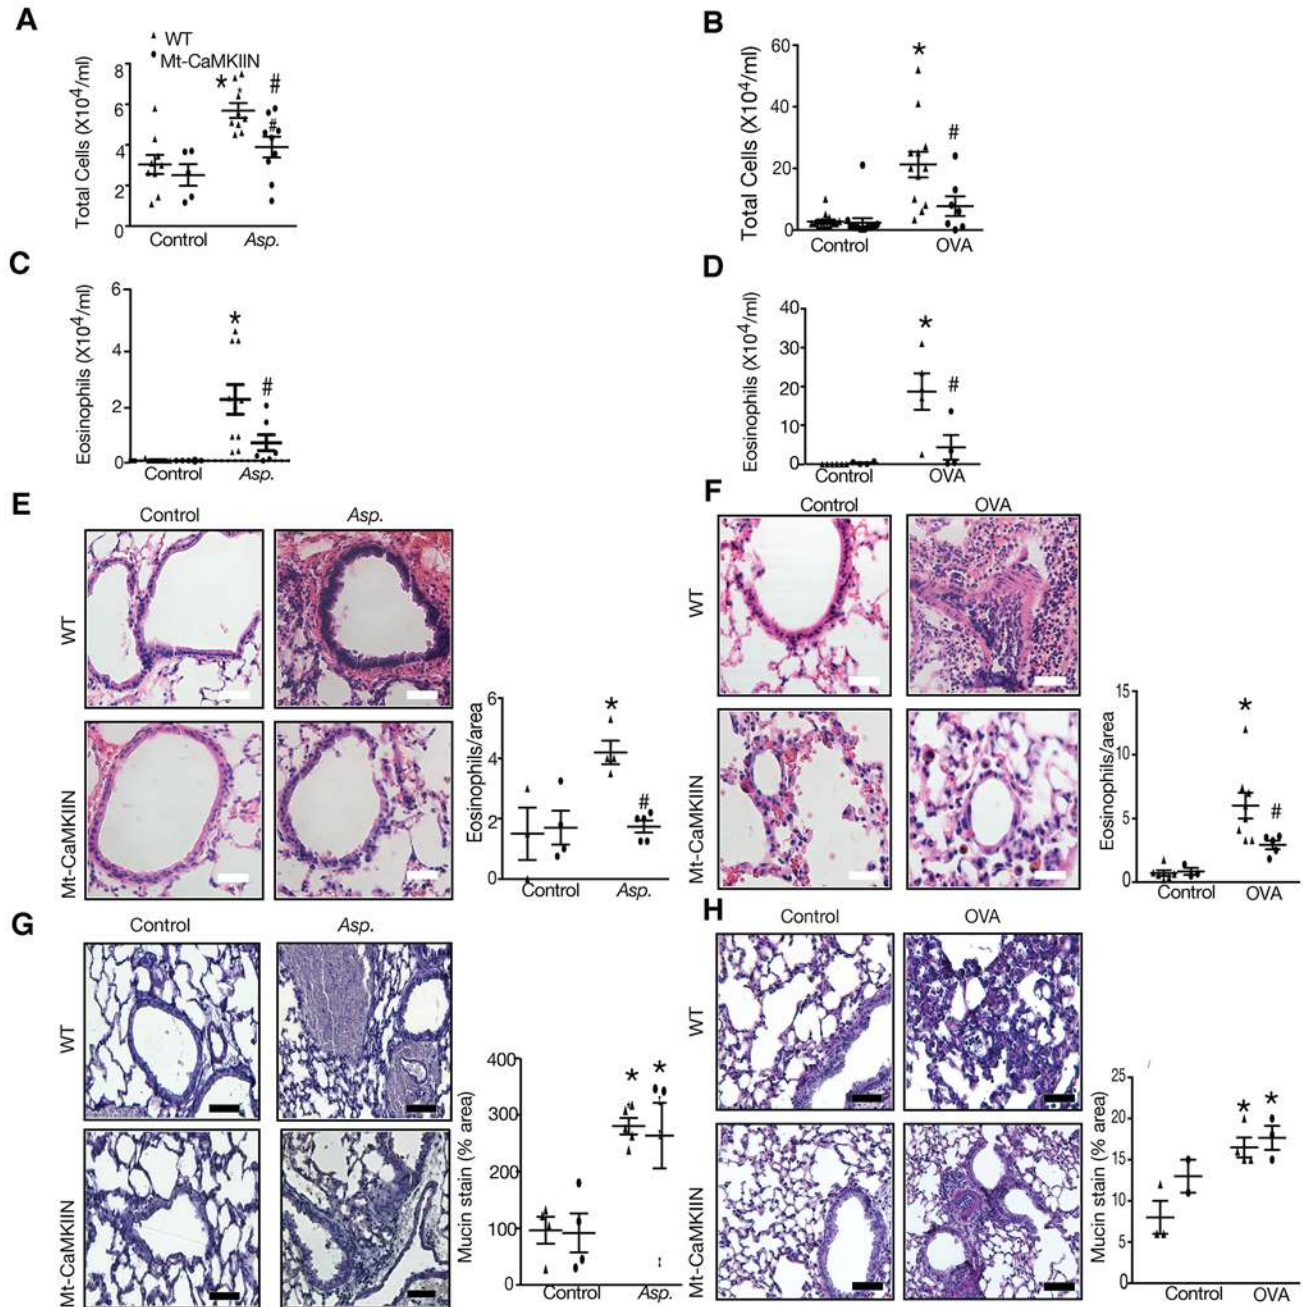 A
▲ WT
● Mt-CaMKIIN
Total Cells (X10⁴/ml)
8
6
4
2
0
*
#
#
Control
Asp.
B
Total Cells (X10⁴/ml)
60
40
20
0
*
#
Control
OVA
C
Eosinophils (X10⁴/ml)
6
4
2
0
*
#
Control
Asp.
D
Eosinophils (X10⁴/ml)
40
30
20
10
0
*
#
Control
OVA
E
Control
Asp.
WT
Mt-CaMKIIN
Eosinophils/area
6
4
2
0
*
#
Control
Asp.
F
Control
OVA
WT
Mt-CaMKIIN
Eosinophils/area
15
10
5
0
*
#
Control
OVA
G
Control
Asp.
WT
Mt-CaMKIIN
Mucin stain (% area)
400
300
200
100
0
*
*
Control
Asp.
H
Control
OVA
WT
Mt-CaMKIIN
Mucin stain (% area)
25
20
15
10
5
0
*
*
Control
OVA